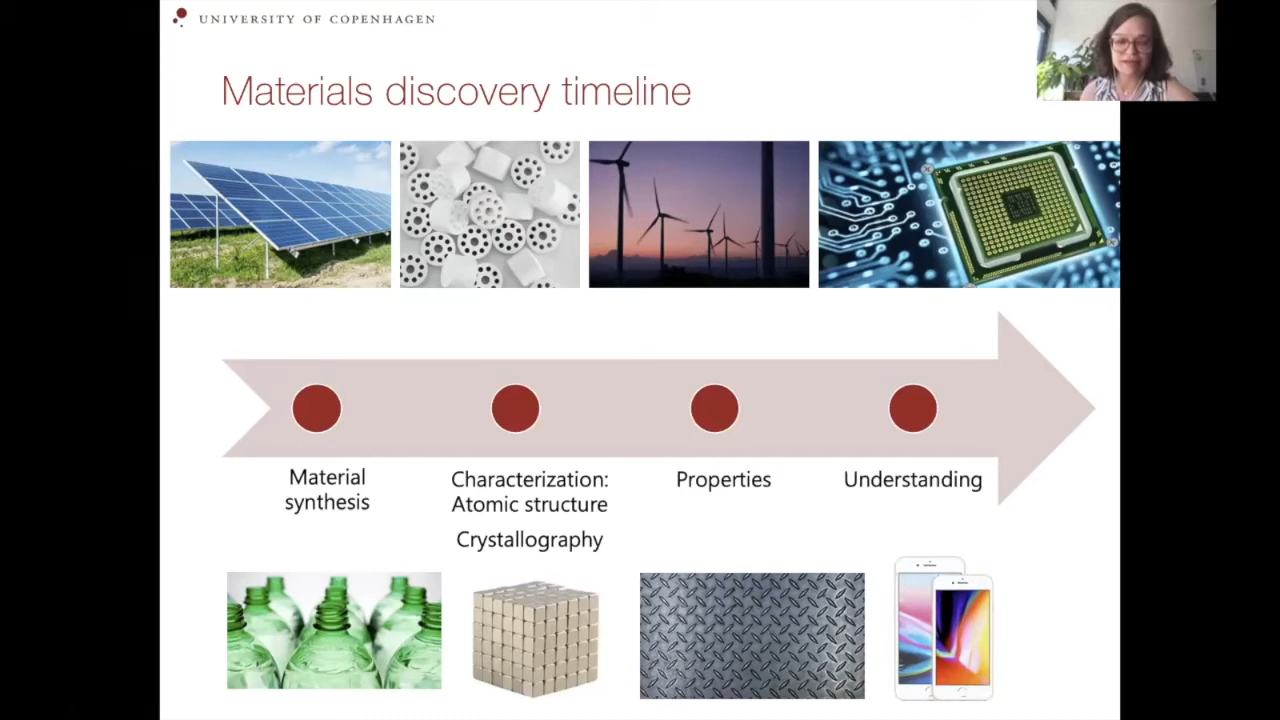 UNIVERSITY OF COPENHAGEN
Materials discovery timeline
Material
synthesis
Characterization:
Atomic structure
Crystallography
Properties
Understanding